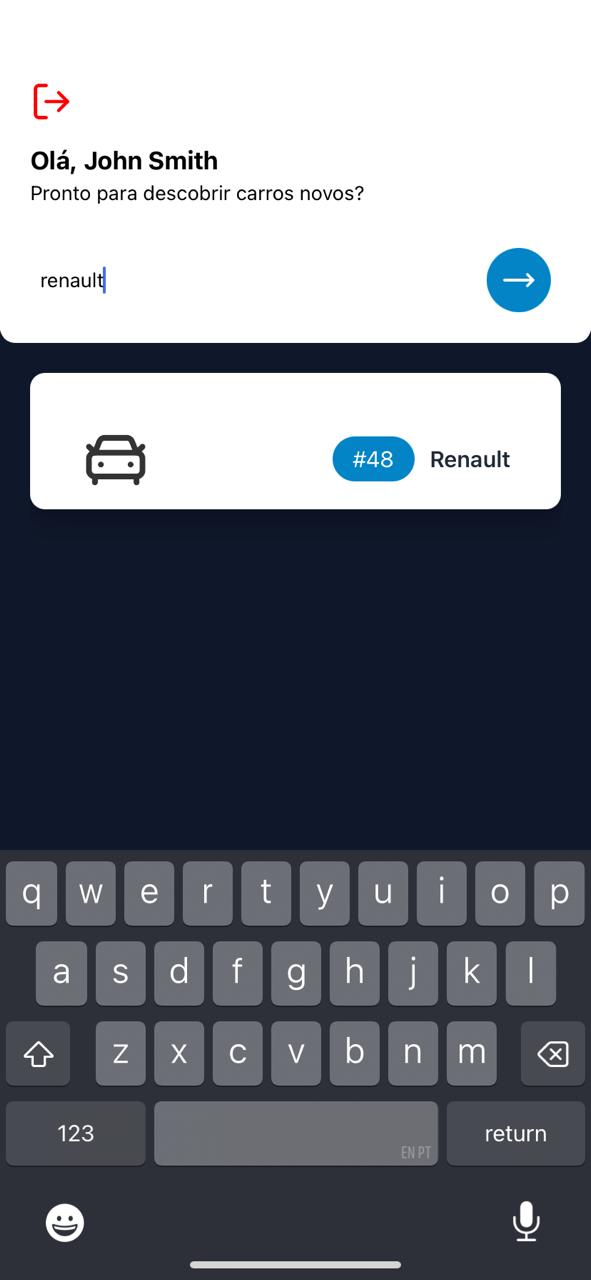 Olá, John Smith
Pronto para descobrir carros novos?
renault
#48 Renault
q w e r t y u i o p
a s d f g h j k l
z x c v b n m
123 EN PT return